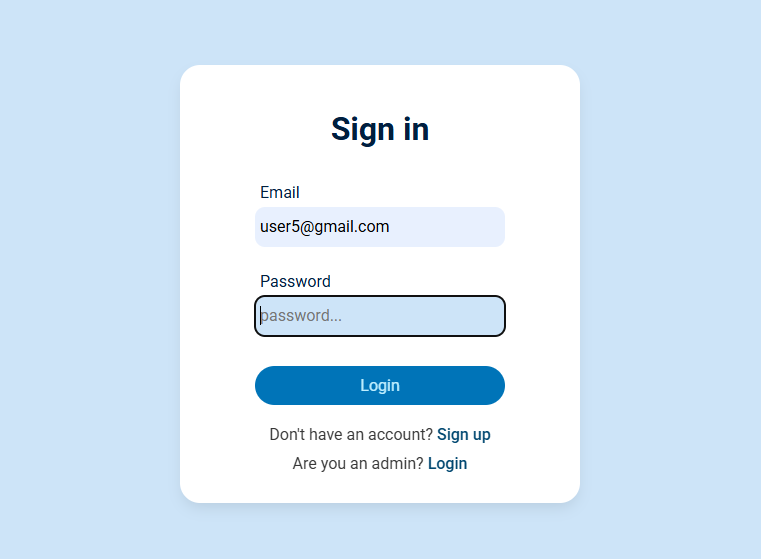 Sign in
Email
user5@gmail.com
Password
password...
Login
Don't have an account? Sign up
Are you an admin? Login